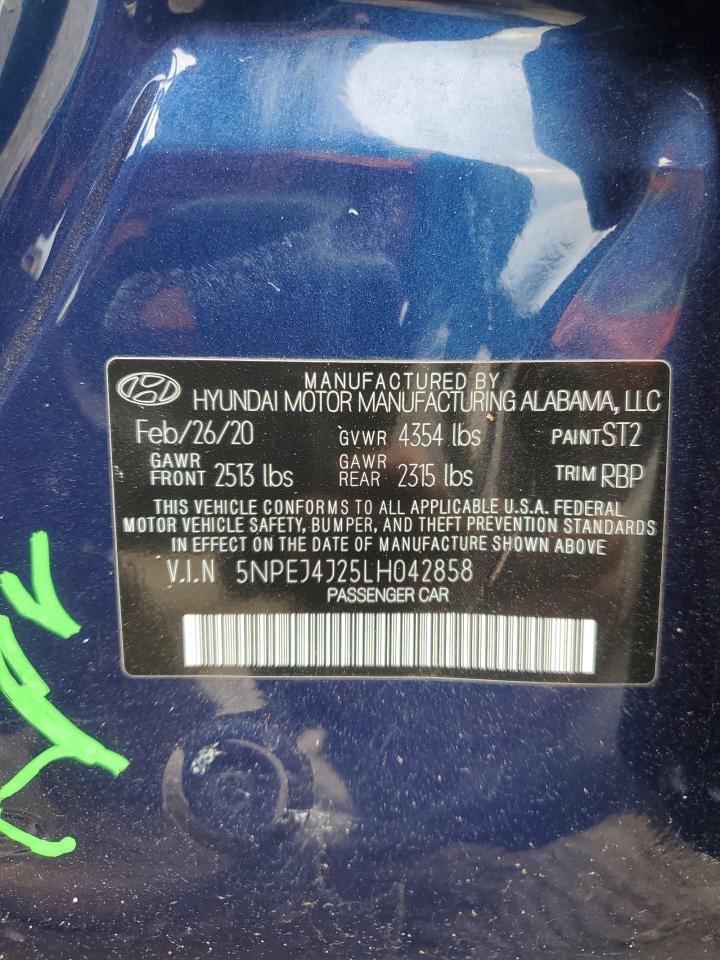 MANUFACTURED BY
HYUNDAI MOTOR MANUFACTURING ALABAMA, LLC
Feb/26/20 GVWR 4354 lbs PAINT ST2
GAWR FRONT 2513 lbs GAWR REAR 2315 lbs TRIM RBP
THIS VEHICLE CONFORMS TO ALL APPLICABLE U.S.A. FEDERAL
MOTOR VEHICLE SAFETY, BUMPER, AND THEFT PREVENTION STANDARDS
IN EFFECT ON THE DATE OF MANUFACTURE SHOWN ABOVE
V.I.N 5NPEJ4J25LH042858
PASSENGER CAR